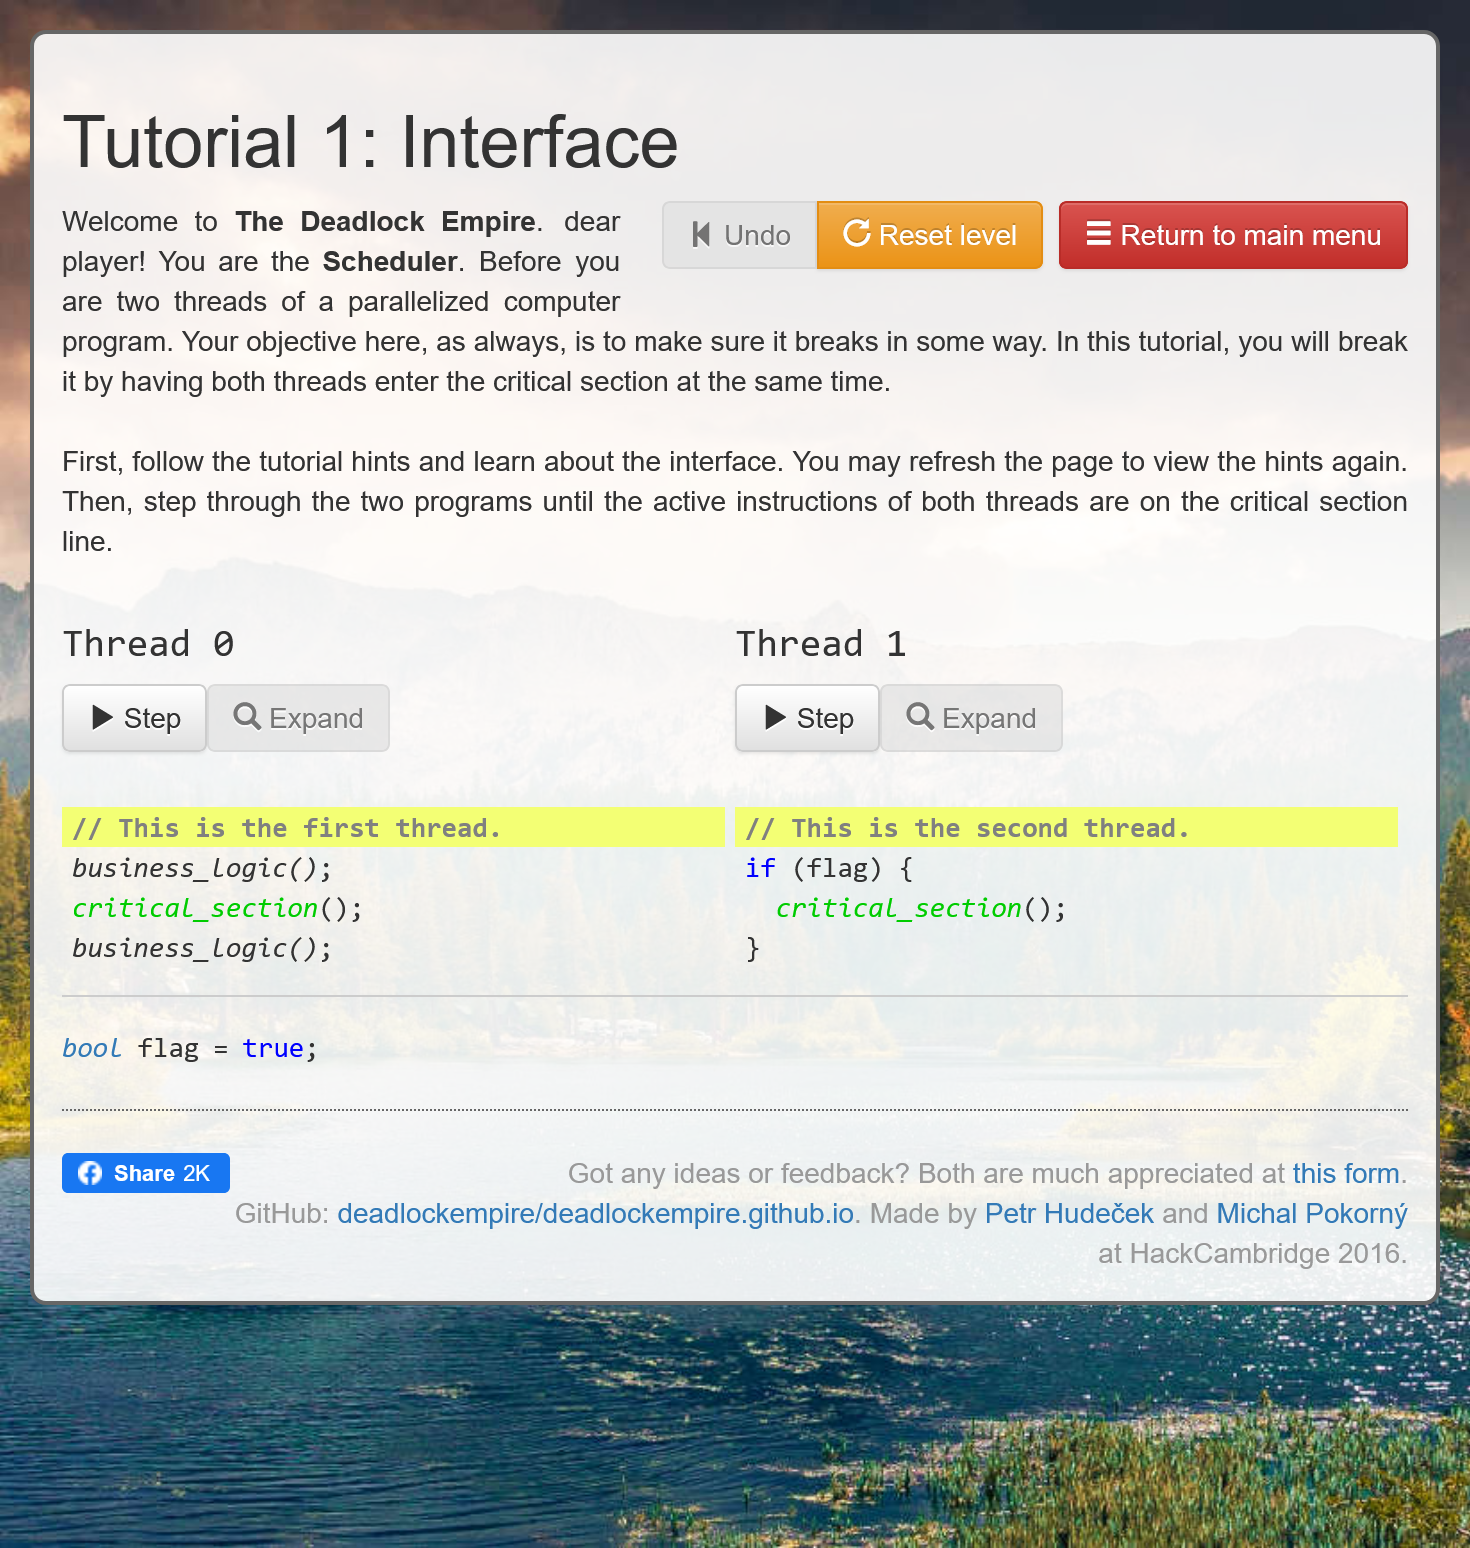 Tutorial 1: Interface
Undo
Reset level
Return to main menu
Welcome to The Deadlock Empire. dear
player! You are the Scheduler. Before you
are two threads of a parallelized computer
program. Your objective here, as always, is to make sure it breaks in some way. In this tutorial, you will break
it by having both threads enter the critical section at the same time.
First, follow the tutorial hints and learn about the interface. You may refresh the page to view the hints again.
Then, step through the two programs until the active instructions of both threads are on the critical section
line.
Thread 0
Step
Expand
// This is the first thread.
business_logic();
critical_section();
business_logic();
Thread 1
Step
Expand
// This is the second thread.
if (flag) {
critical_section();
}
bool flag = true;
Share 2K
Got any ideas or feedback? Both are much appreciated at this form.
GitHub: deadlockempire/deadlockempire.github.io. Made by Petr Hudeček and Michal Pokorný
at HackCambridge 2016.